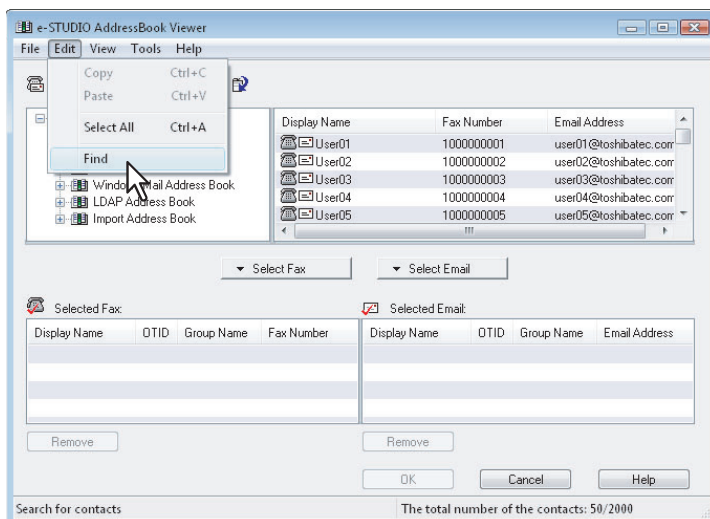 e-STUDIO AddressBook Viewer
File Edit View Tools Help
Copy Ctrl+C
Paste Ctrl+V
Select All Ctrl+A
Find
Mail Address Book
LDAP Address Book
Import Address Book
Display Name Fax Number Email Address
User01 1000000001 user01@toshibatec.com
User02 1000000002 user02@toshibatec.com
User03 1000000003 user03@toshibatec.com
User04 1000000004 user04@toshibatec.com
User05 1000000005 user05@toshibatec.com
Select Fax Select Email
Selected Fax: Selected Email:
Display Name OTID Group Name Fax Number Display Name OTID Group Name Email Address
Remove Remove
OK Cancel Help
Search for contacts The total number of the contacts: 50/2000